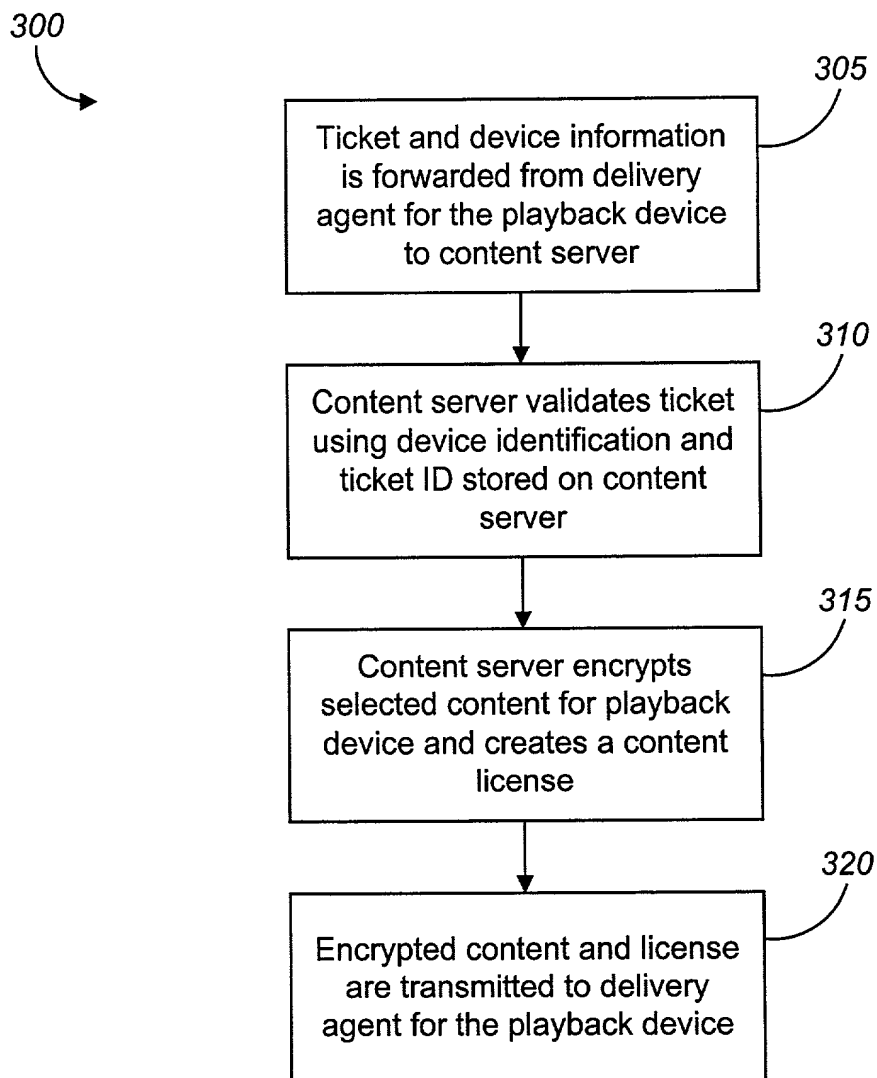 300
305
Ticket and device information
is forwarded from delivery
agent for the playback device
to content server
310
Content server validates ticket
using device identification and
ticket ID stored on content
server
315
Content server encrypts
selected content for playback
device and creates a content
license
320
Encrypted content and license
are transmitted to delivery
agent for the playback device